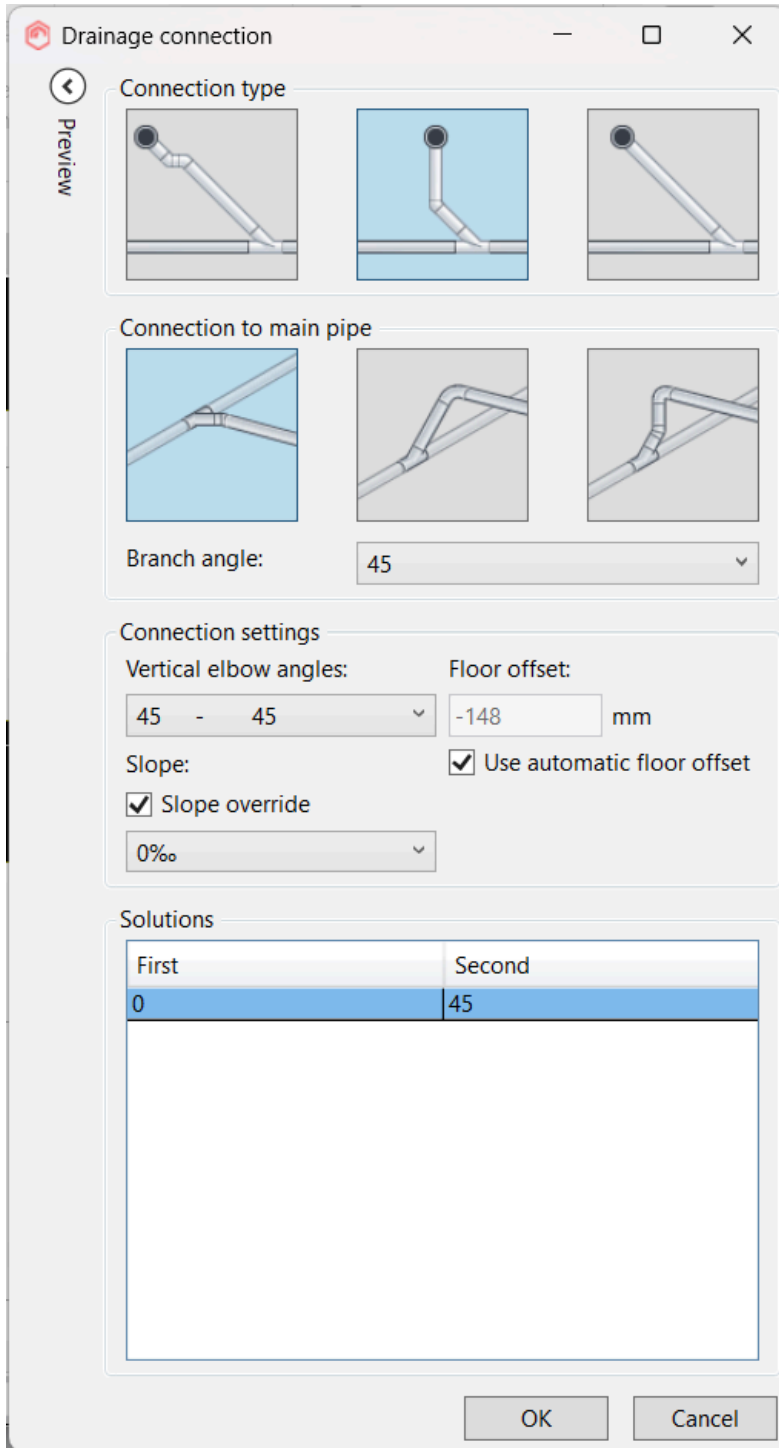 Drainage connection
Preview
Connection type
Connection to main pipe
Branch angle:
45
Connection settings
Vertical elbow angles:
Floor offset:
45 - 45
-148
mm
Slope:
Use automatic floor offset
Slope override
0‰
Solutions
First
Second
0
45
OK
Cancel